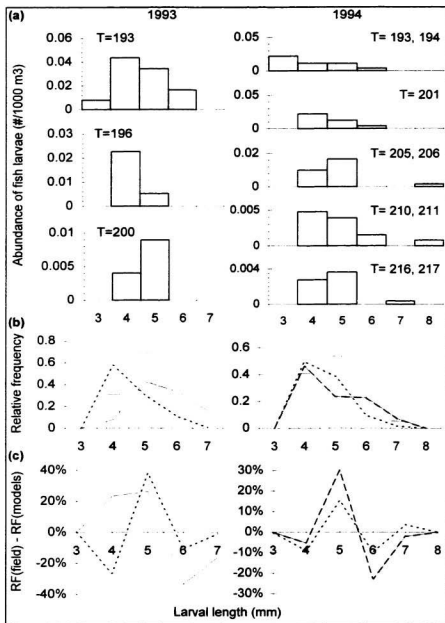 1993 1994
(a)
Abundance of fish larvae (#/1000 m3)
0.06
0.04
0.02
0
T=193
0.03
0.02
0.01
0
T=196
0.01
0.005
0
T=200
3 4 5 6 7
0.05
0
T= 193, 194
0.05
0
T= 201
0.02
0
T= 205, 206
0.005
0
T= 210, 211
0.004
0
T= 216, 217
3 4 5 6 7 8
(b)
Relative frequency
0.8
0.6
0.4
0.2
0
3 4 5 6 7
0.6
0.4
0.2
0
3 4 5 6 7 8
(c)
RF(field) - RF(models)
40%
20%
0%
-20%
-40%
3 4 5 6 7
30%
20%
10%
0%
-10%
-20%
-30%
3 4 5 6 7 8
Larval length (mm)